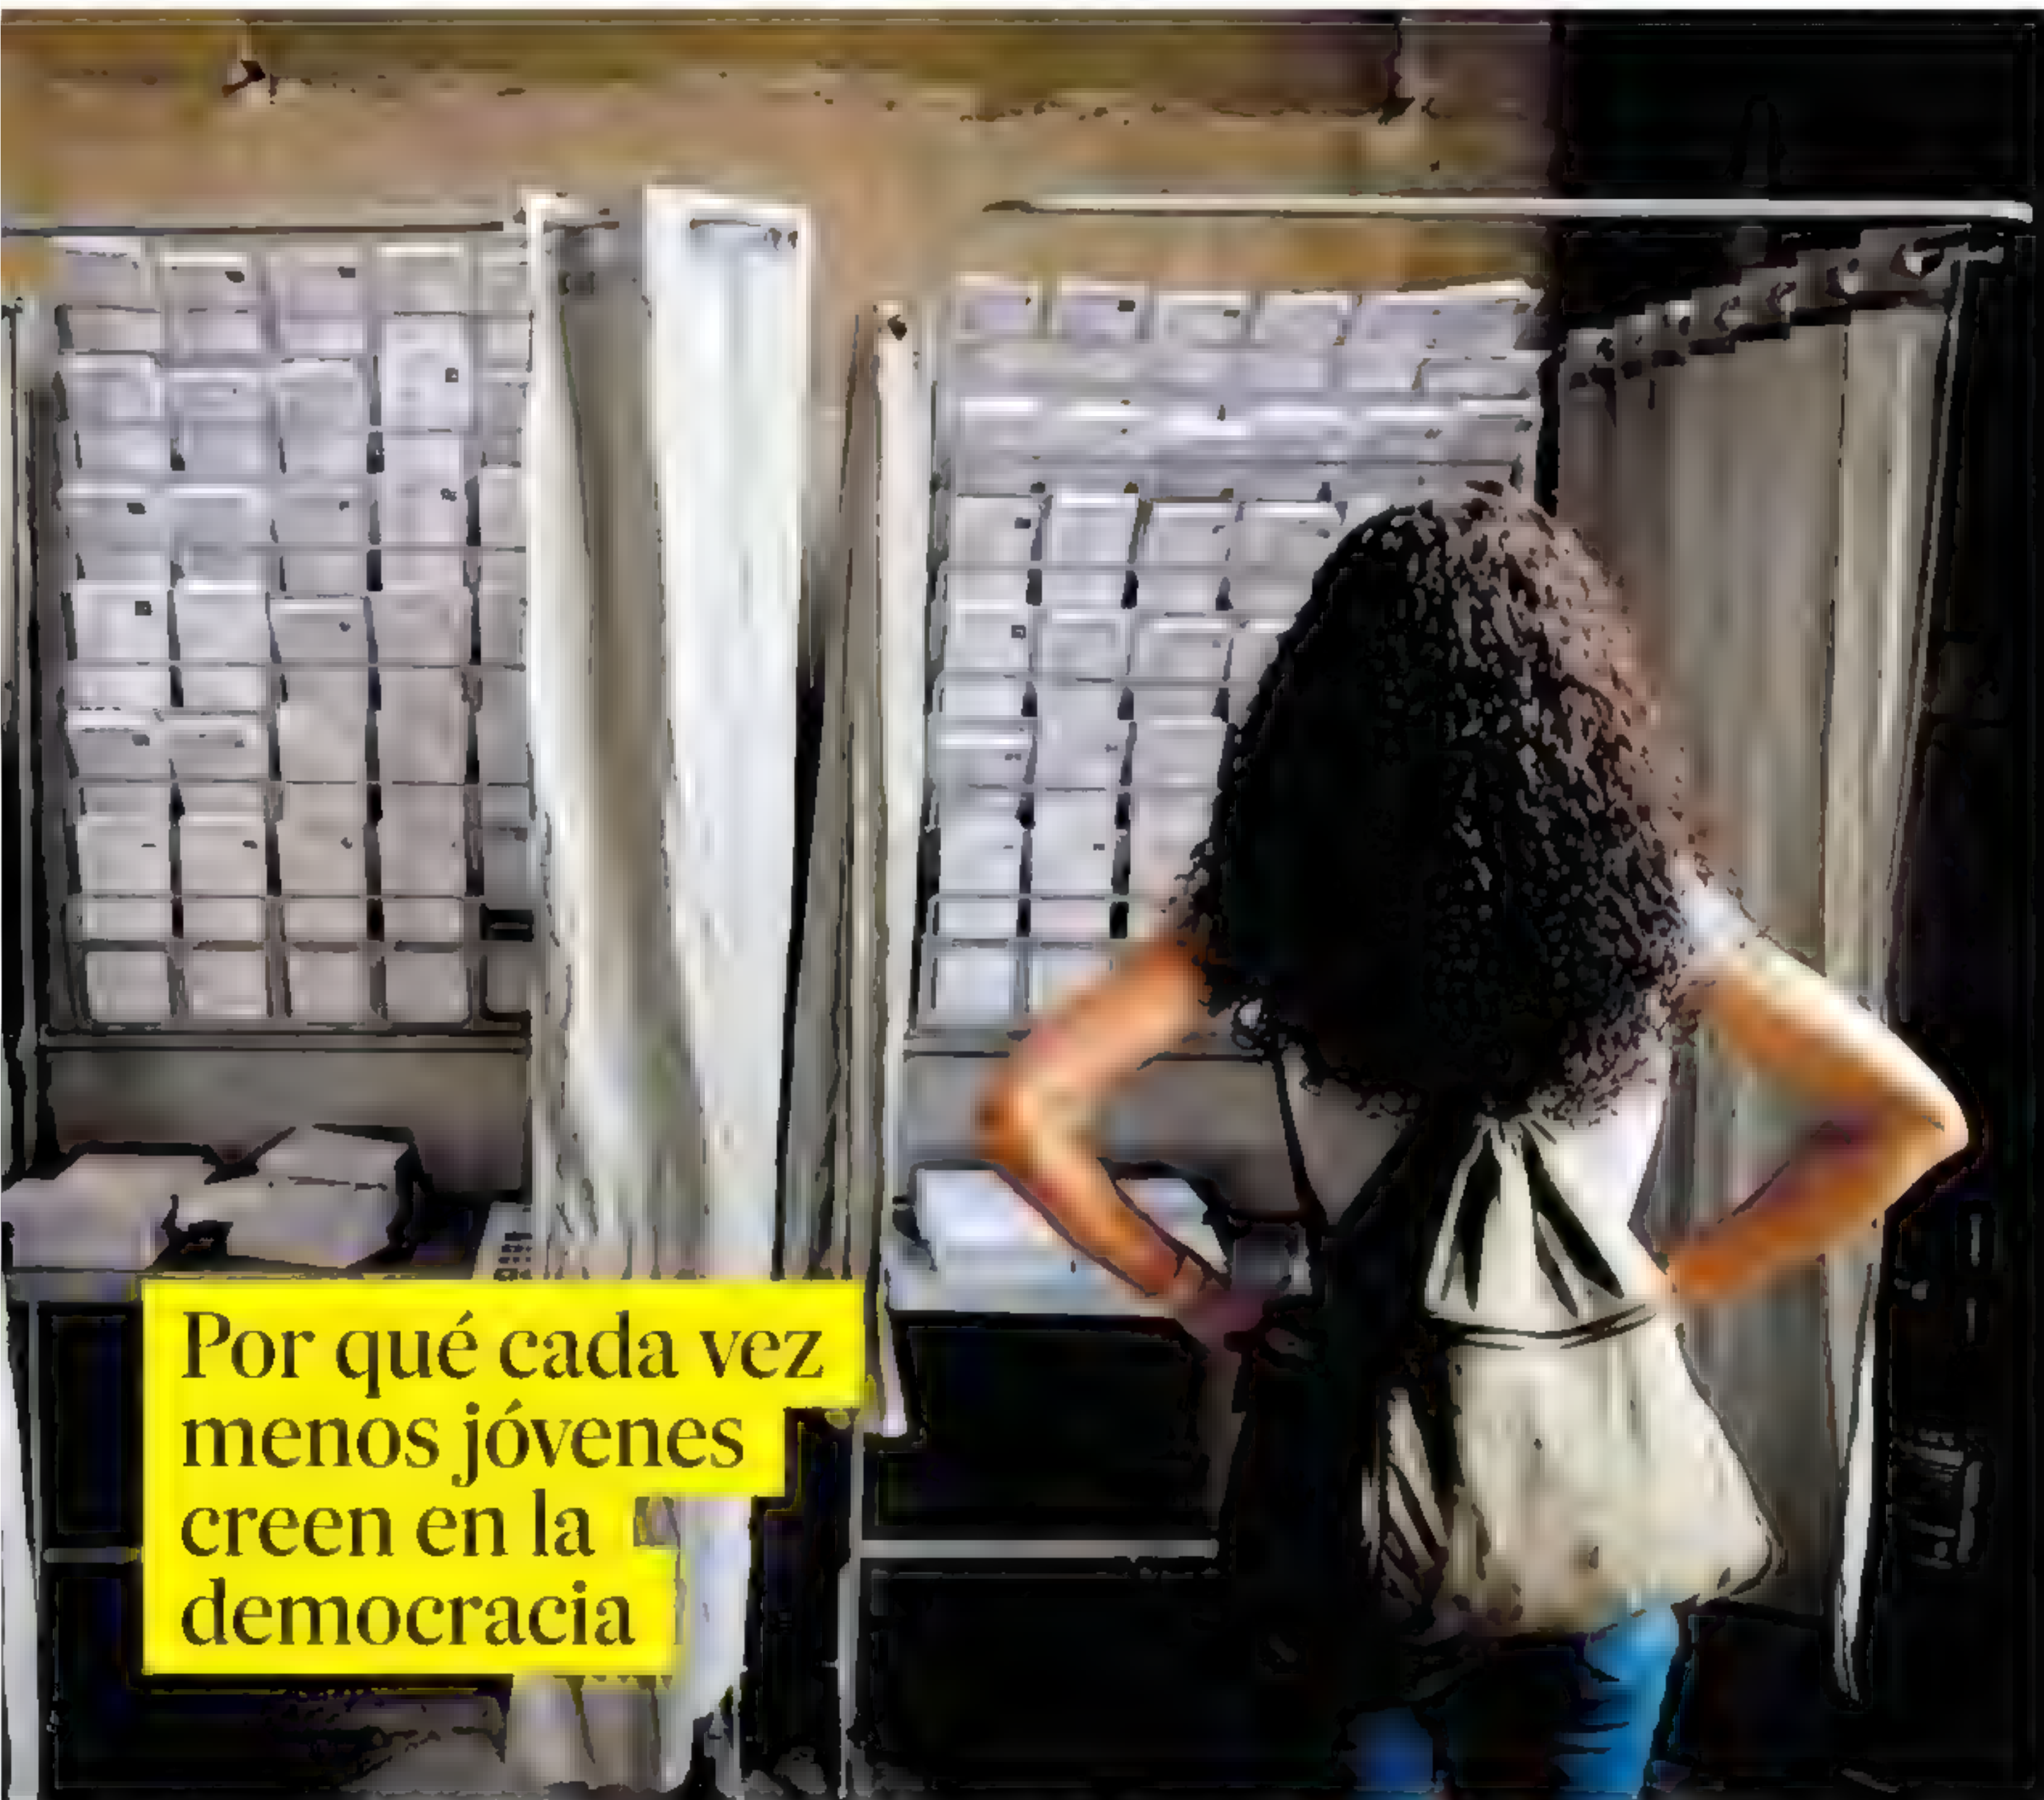 Por qué cada vez
menos jóvenes
creen en la
democracia